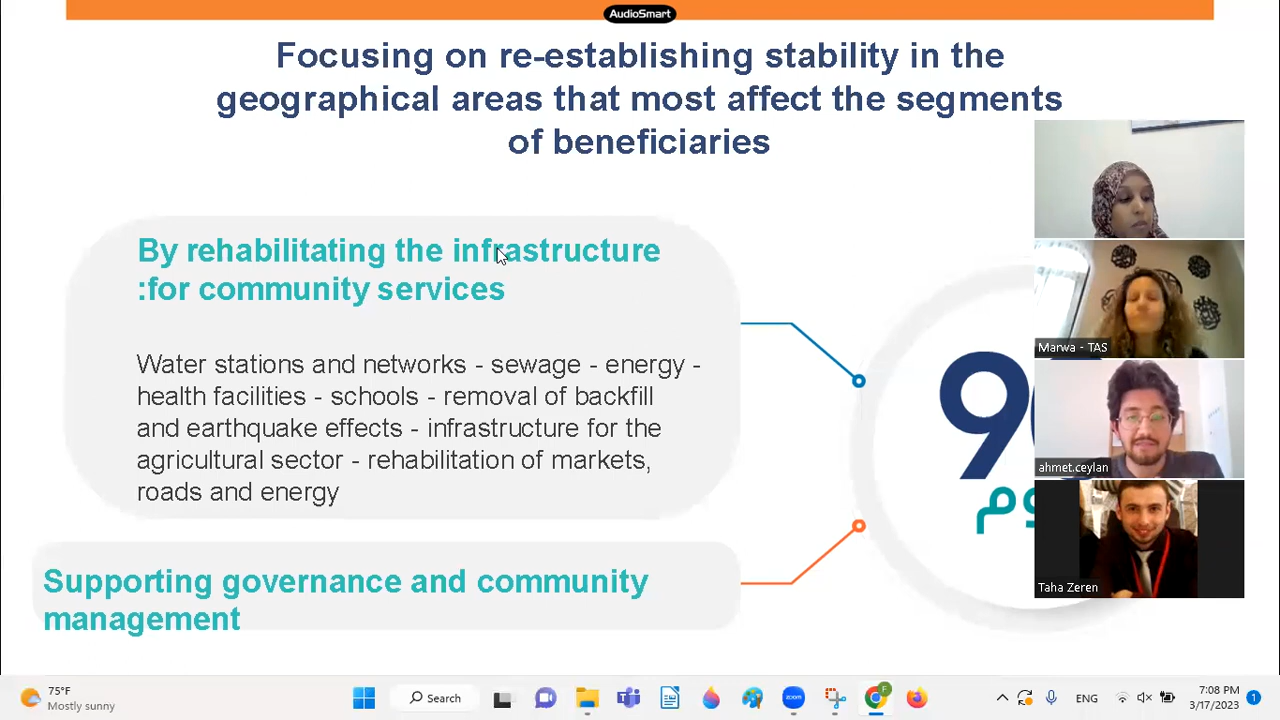 AudioSmart
Focusing on re-establishing stability in the
geographical areas that most affect the segments
of beneficiaries
By rehabilitating the infrastructure
:for community services
Water stations and networks - sewage - energy -
health facilities - schools - removal of backfill
and earthquake effects - infrastructure for the
agricultural sector - rehabilitation of markets,
roads and energy
Supporting governance and community
management
Marwa - TAS
ahmet.ceylan
Taha Zeren
75°F
Mostly sunny
Search
zoom
F
ENG
7:08 PM
3/17/2023
1